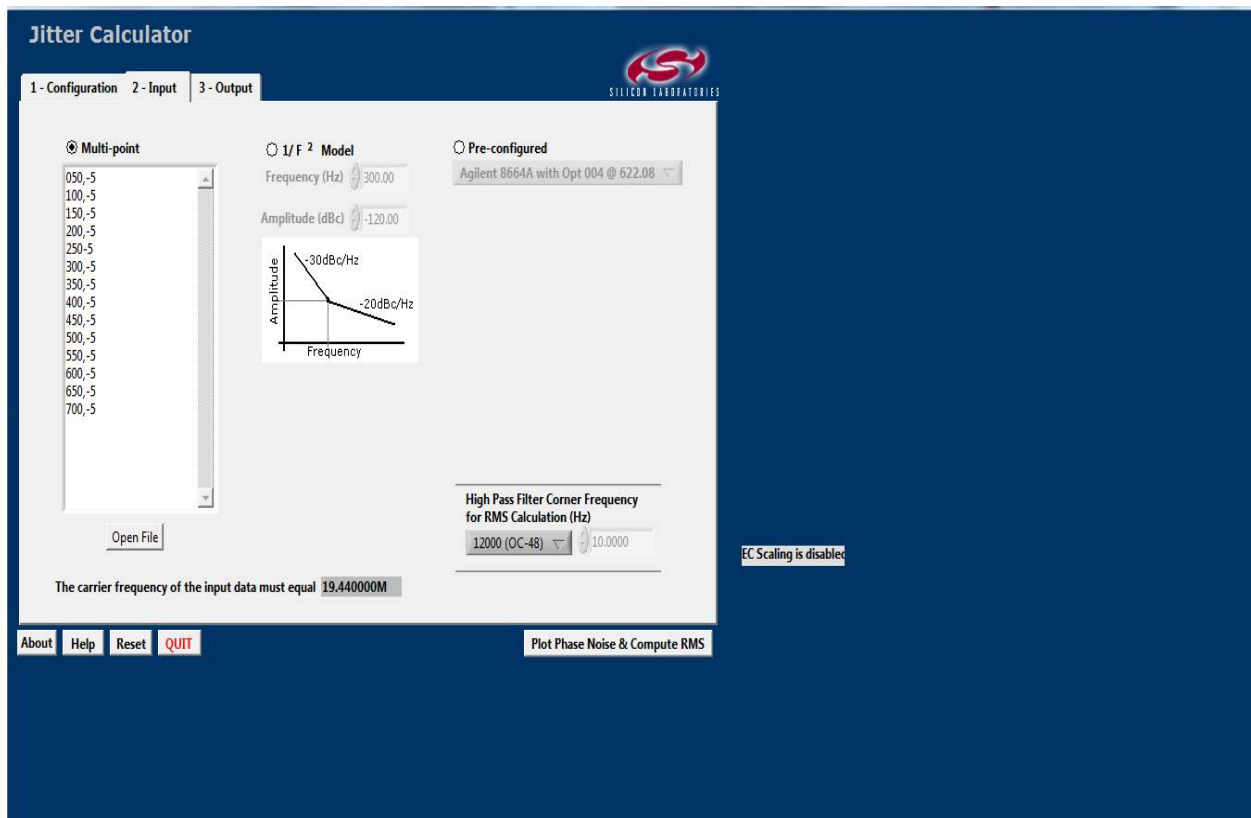 Jitter Calculator
SILICON LABORATORIES
1 - Configuration 2 - Input 3 - Output
Multi-point
050,-5
100,-5
150,-5
200,-5
250-5
300,-5
350,-5
400,-5
450,-5
500,-5
550,-5
600,-5
650,-5
700,-5
Open File
1/F 2 Model
Frequency (Hz) 300.00
Amplitude (dBc) -120.00
Amplitude
-30dBc/Hz
-20dBc/Hz
Frequency
Pre-configured
Agilent 8664A with Opt 004 @ 622.08
High Pass Filter Corner Frequency
for RMS Calculation (Hz)
12000 (OC-48) 10.0000
EC Scaling is disabled
The carrier frequency of the input data must equal 19.440000M
About Help Reset QUIT Plot Phase Noise & Compute RMS